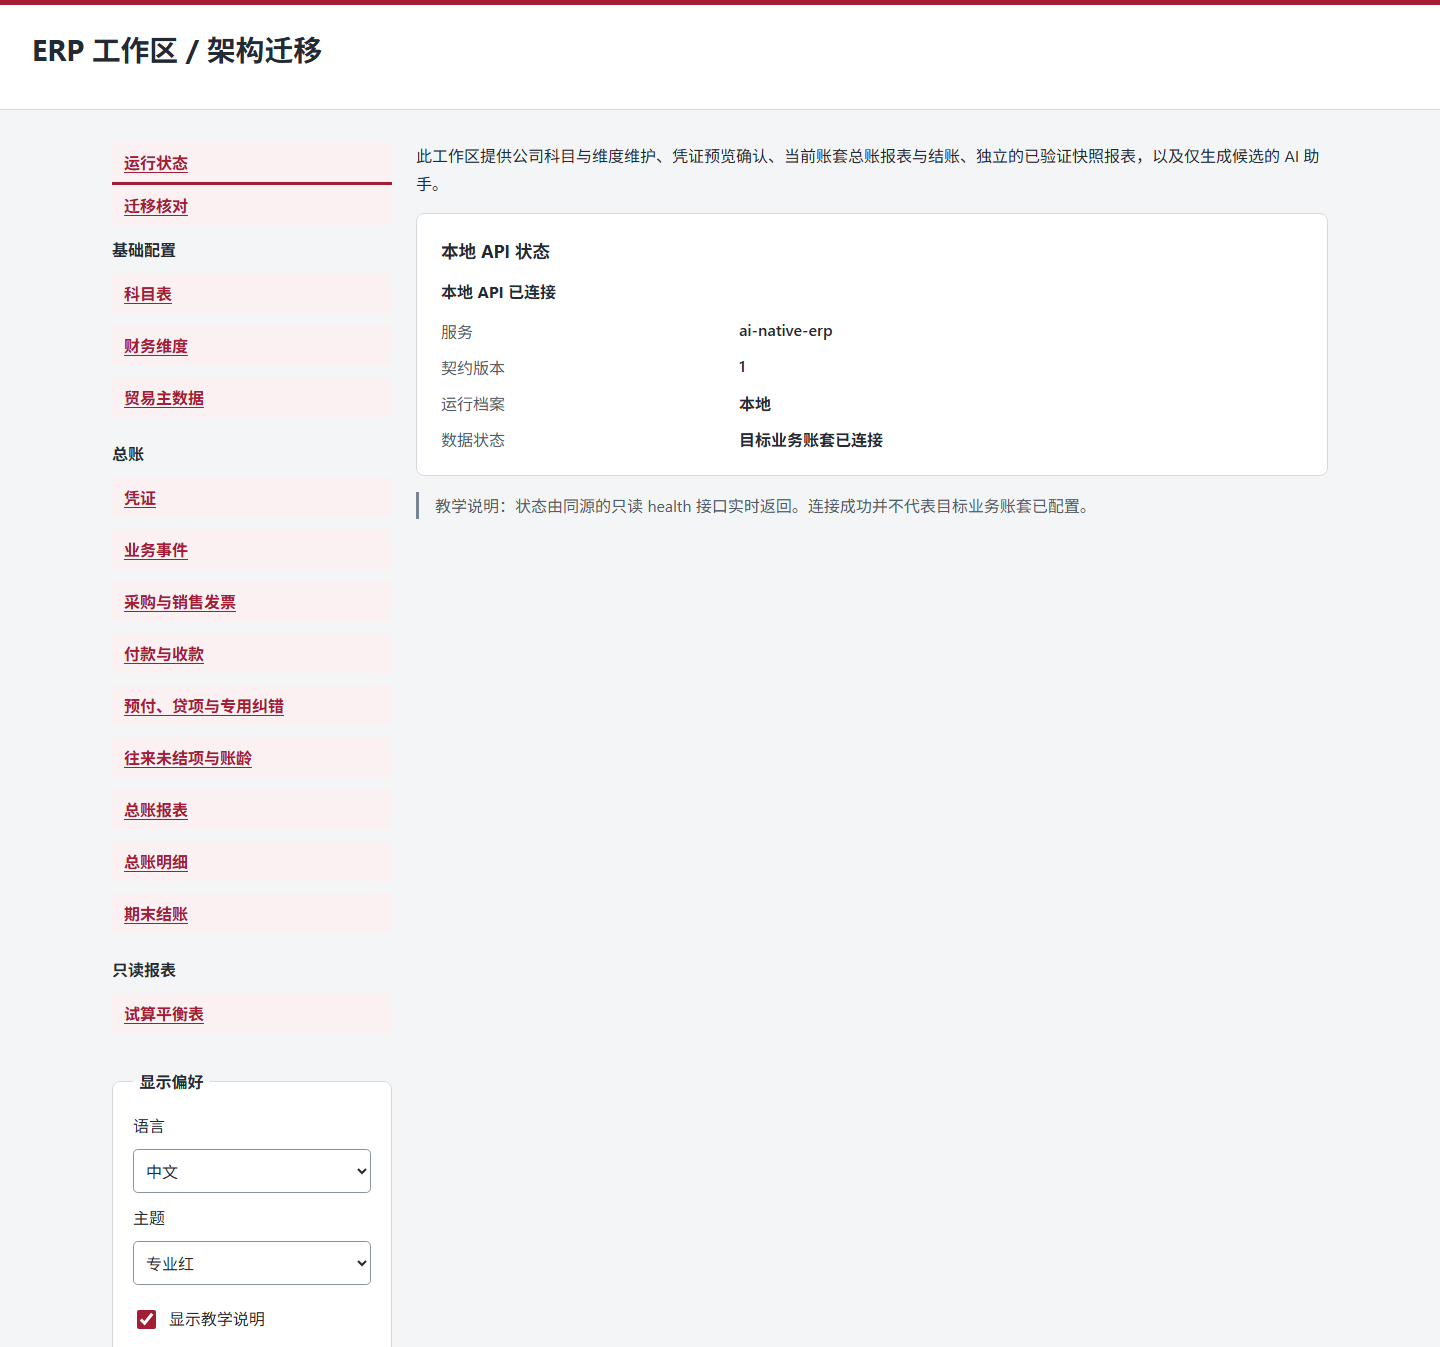 ERP 工作区 / 架构迁移
运行状态
迁移核对
基础配置
科目表
财务维度
贸易主数据
总账
凭证
业务事件
采购与销售发票
付款与收款
预付、贷项与专用纠错
往来未结项与账龄
总账报表
总账明细
期末结账
只读报表
试算平衡表
显示偏好
语言
中文
主题
专业红
显示教学说明
此工作区提供公司科目与维度维护、凭证预览确认、当前账套总账报表与结账、独立的已验证快照报表，以及仅生成候选的 AI 助
手。
本地 API 状态
本地 API 已连接
服务 ai-native-erp
契约版本 1
运行档案 本地
数据状态 目标业务账套已连接
教学说明：状态由同源的只读 health 接口实时返回。连接成功并不代表目标业务账套已配置。